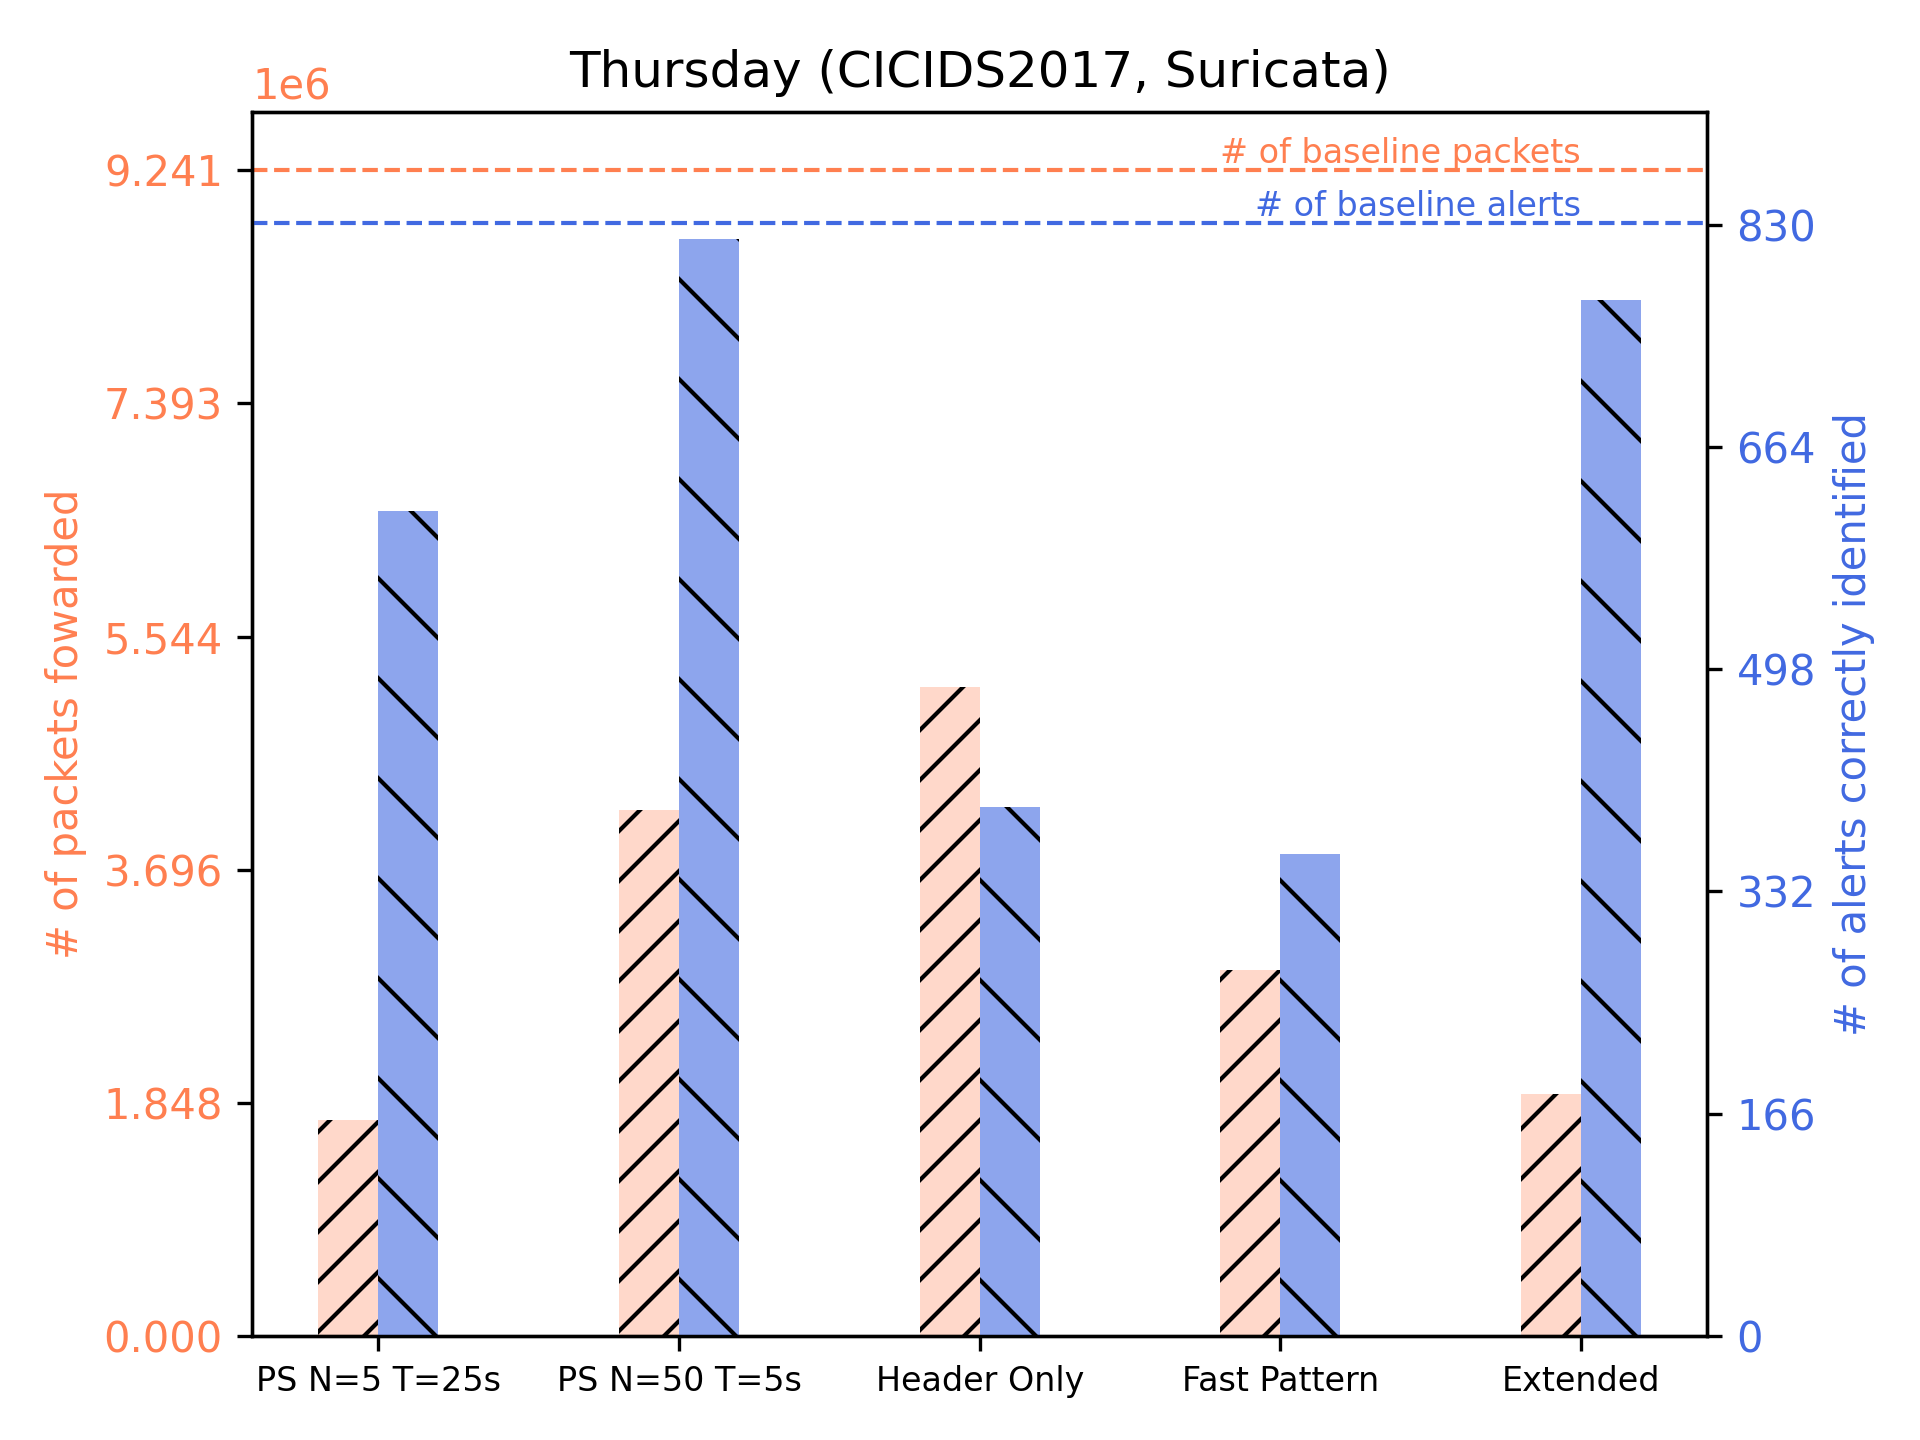 Thursday (CICIDS2017, Suricata)
1e6
# of baseline packets
# of baseline alerts
9.241
7.393
5.544
3.696
1.848
0.000
# of packets fowarded
830
664
498
332
166
0
# of alerts correctly identified
PS N=5 T=25s
PS N=50 T=5s
Header Only
Fast Pattern
Extended